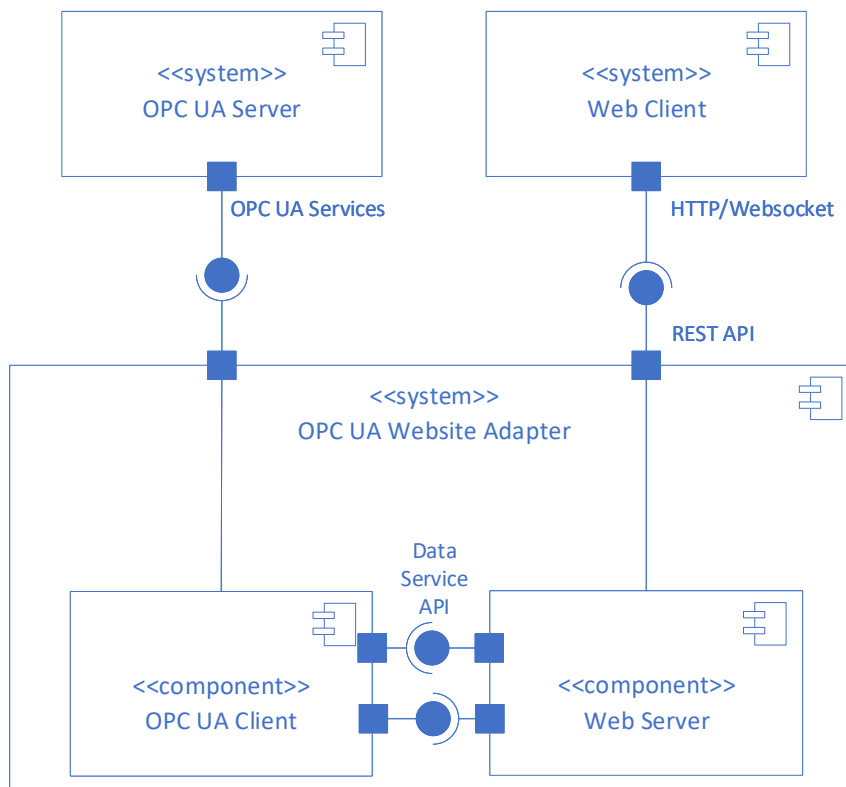 <<system>>
OPC UA Server
<<system>>
Web Client
OPC UA Services
HTTP/Websocket
REST API
<<system>>
OPC UA Website Adapter
Data
Service
API
<<component>>
OPC UA Client
<<component>>
Web Server